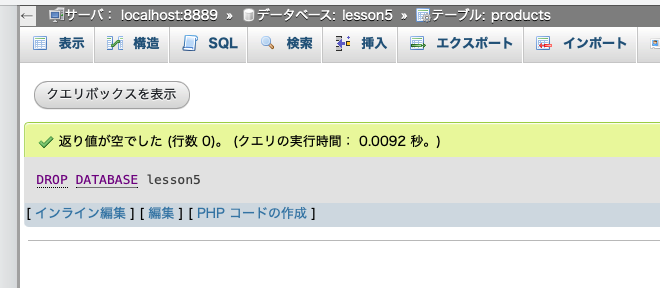 ← サーバ: localhost:8889 » データベース: lesson5 » テーブル: products
表示 構造 SQL 検索 挿入 エクスポート インポート
クエリボックスを表示
返り値が空でした (行数 0)。 (クエリの実行時間: 0.0092 秒。)
DROP DATABASE lesson5
[ インライン編集 ] [ 編集 ] [ PHP コードの作成 ]